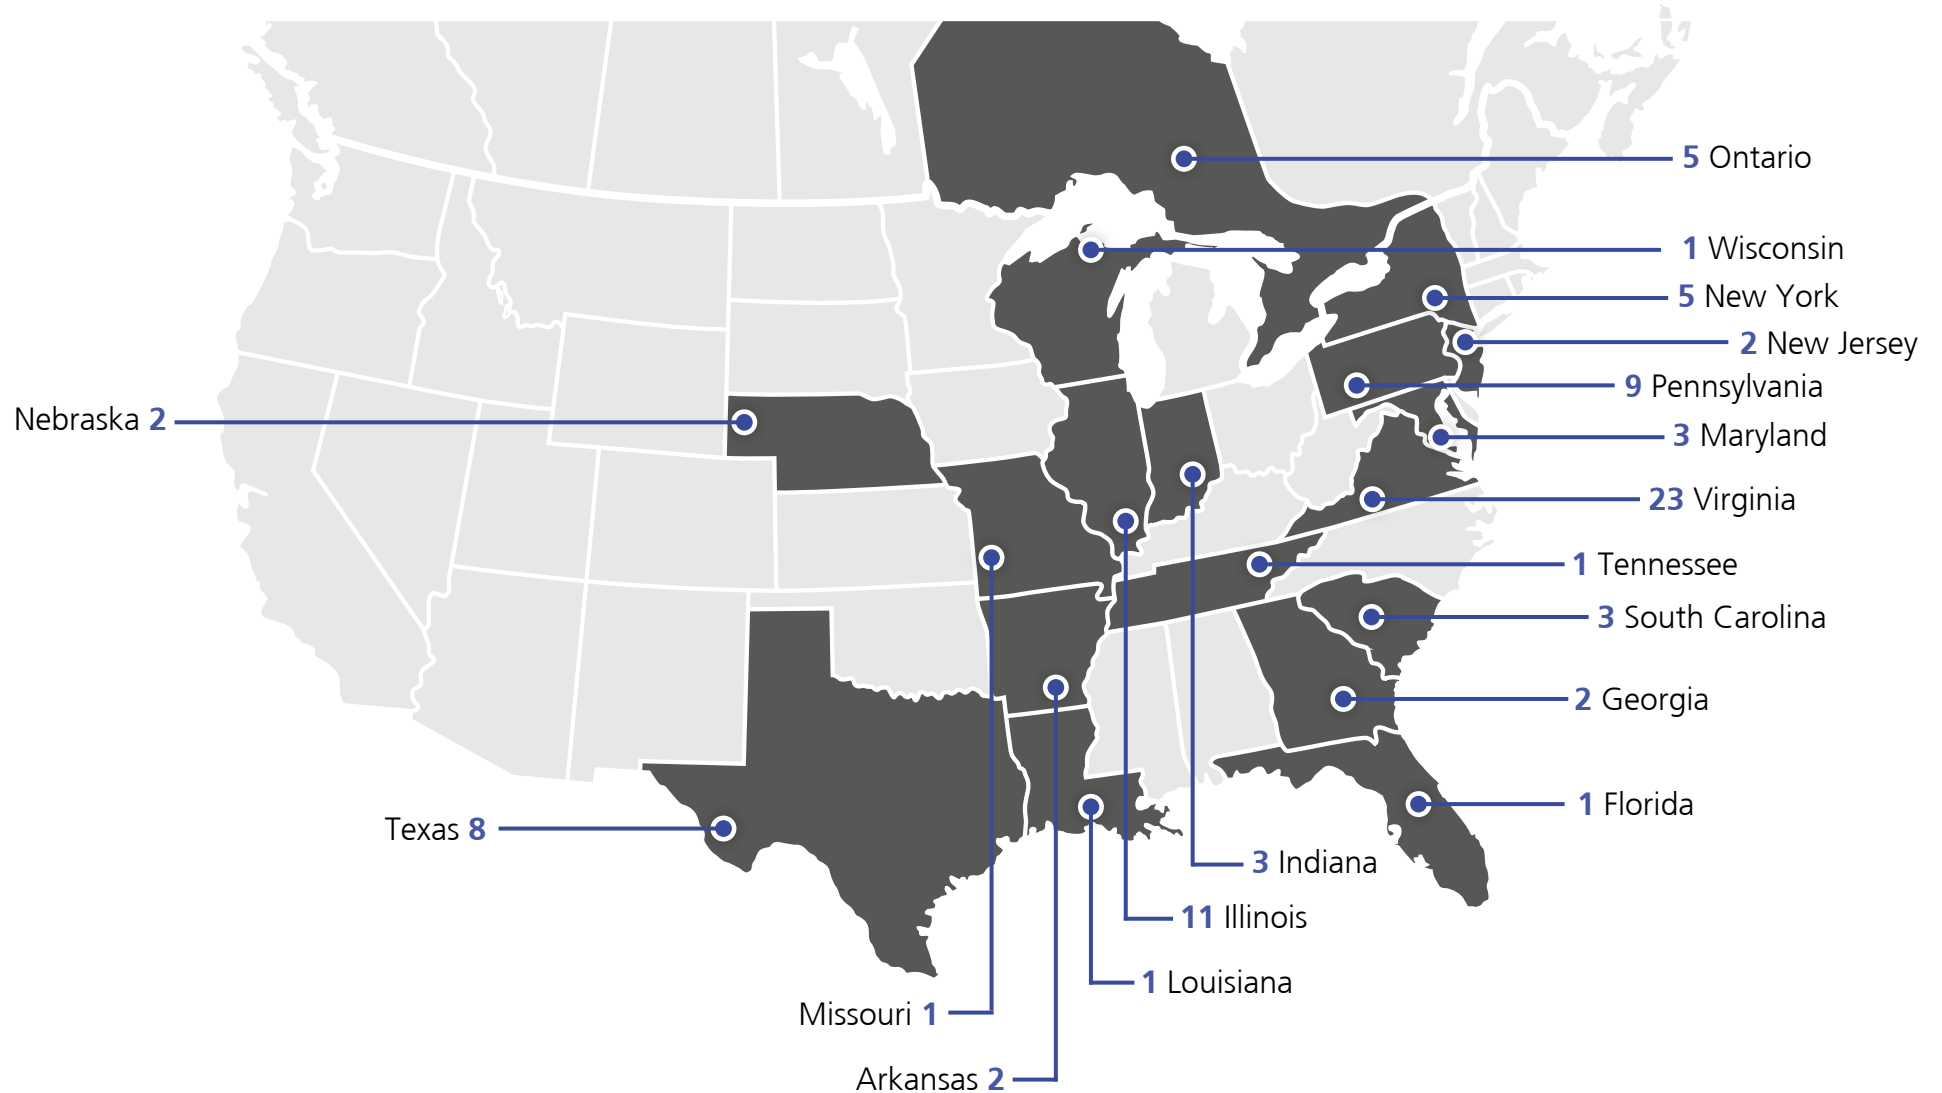 5 Ontario
1 Wisconsin
5 New York
2 New Jersey
9 Pennsylvania
Nebraska 2
3 Maryland
23 Virginia
1 Tennessee
3 South Carolina
2 Georgia
1 Florida
Texas 8
3 Indiana
11 Illinois
1 Louisiana
Missouri 1
Arkansas 2